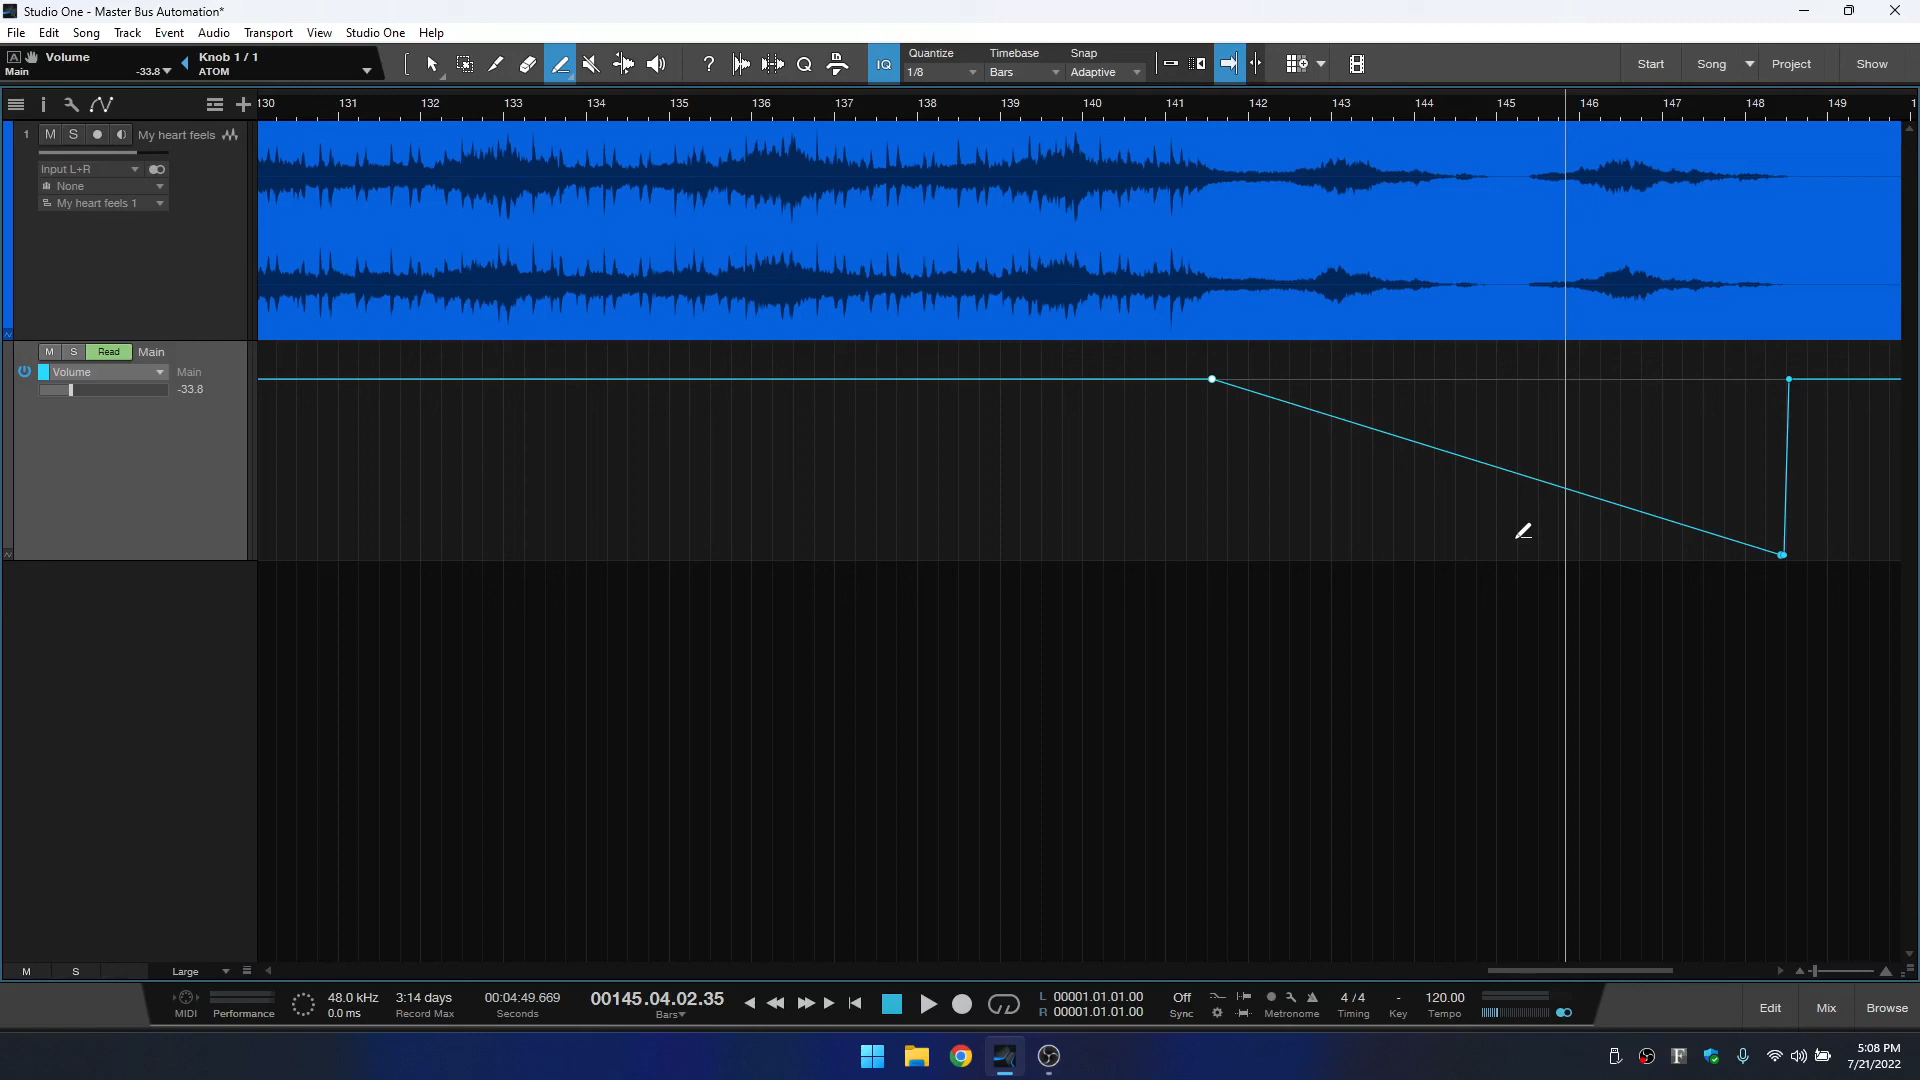 Studio One - Master Bus Automation*
File Edit Song Track Event Audio Transport View Studio One Help
A Volume Knob 1 / 1
Main -33.8 ATOM
IQ Quantize Timebase Snap
1/8 Bars Adaptive
Start Song Project Show
130 131 132 133 134 135 136 137 138 139 140 141 142 143 144 145 146 147 148 149 1
1 M S My heart feels
Input L+R
None
My heart feels 1
M S Read Main
Volume Main
-33.8
M S Large
MIDI Performance
48.0 kHz
0.0 ms
3:14 days
Record Max
00:04:49.669
Seconds
00145.04.02.35
Bars
L 00001.01.01.00
R 00001.01.01.00
Off
Sync
Metronome
4 / 4
Timing
-
Key
120.00
Tempo
Edit Mix Browse
5:08 PM
7/21/2022